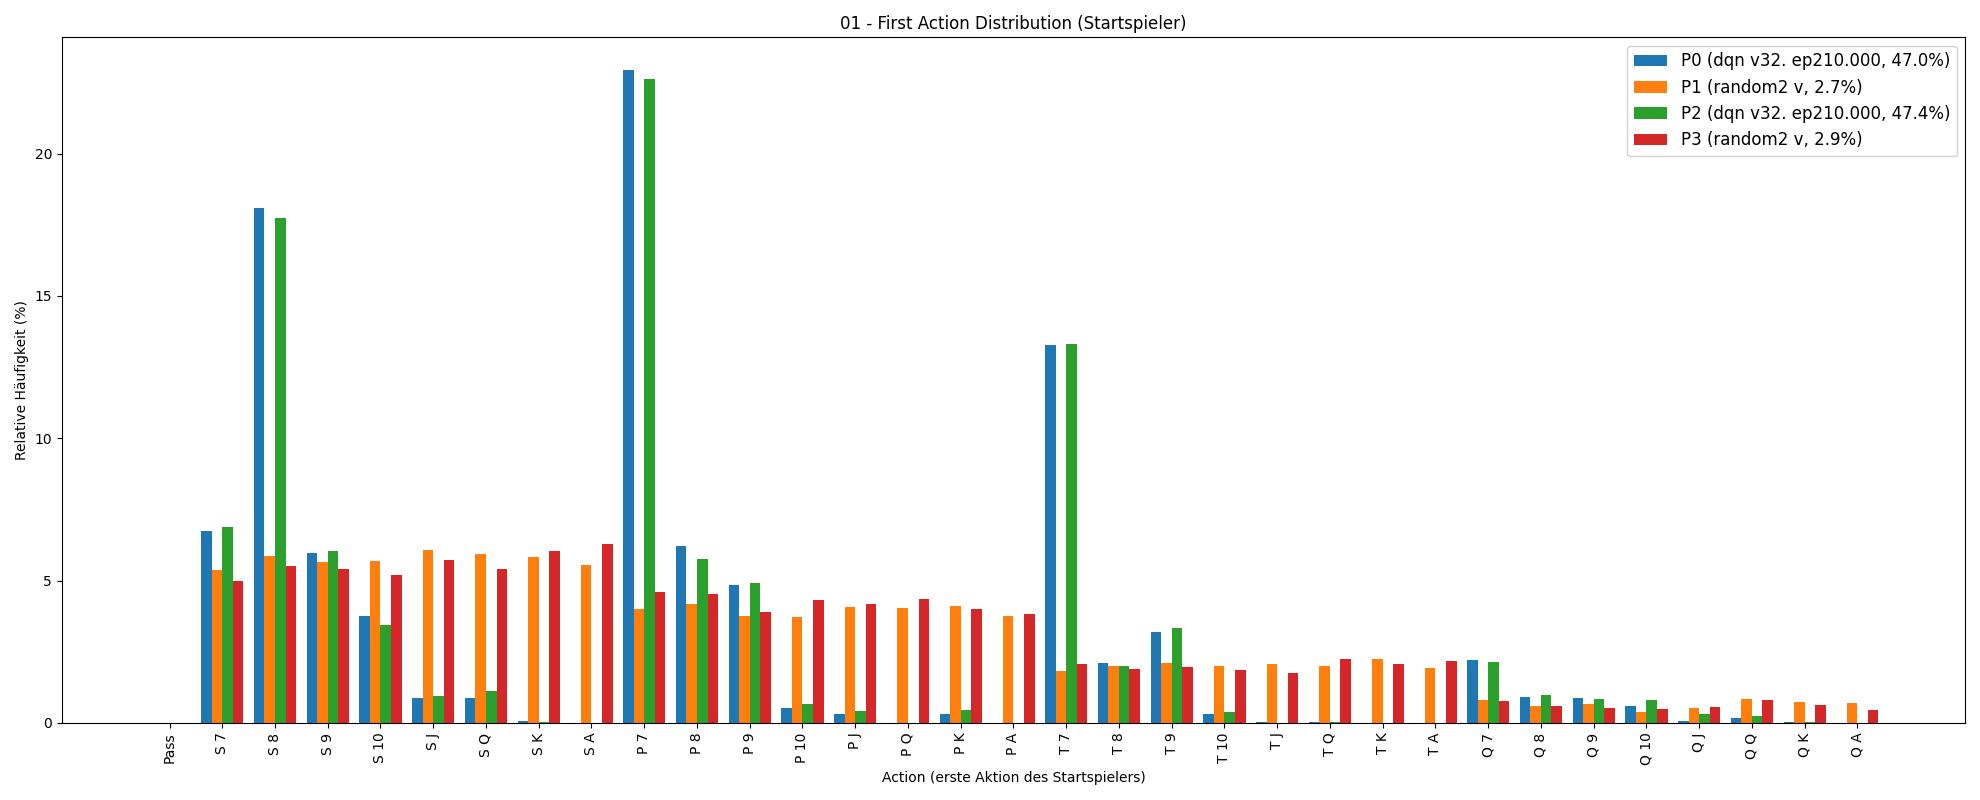 01 - First Action Distribution (Startspieler)
P0 (dqn v32. ep210.000, 47.0%)
P1 (random2 v, 2.7%)
P2 (dqn v32. ep210.000, 47.4%)
P3 (random2 v, 2.9%)
Relative Häufigkeit (%)
20
15
10
5
0
Pass
S 7
S 8
S 9
S 10
S J
S Q
S K
S A
P 7
P 8
P 9
P 10
P J
P Q
P K
P A
T 7
T 8
T 9
T 10
T J
T Q
T K
T A
Q 7
Q 8
Q 9
Q 10
Q J
Q Q
Q K
Q A
Action (erste Aktion des Startspielers)